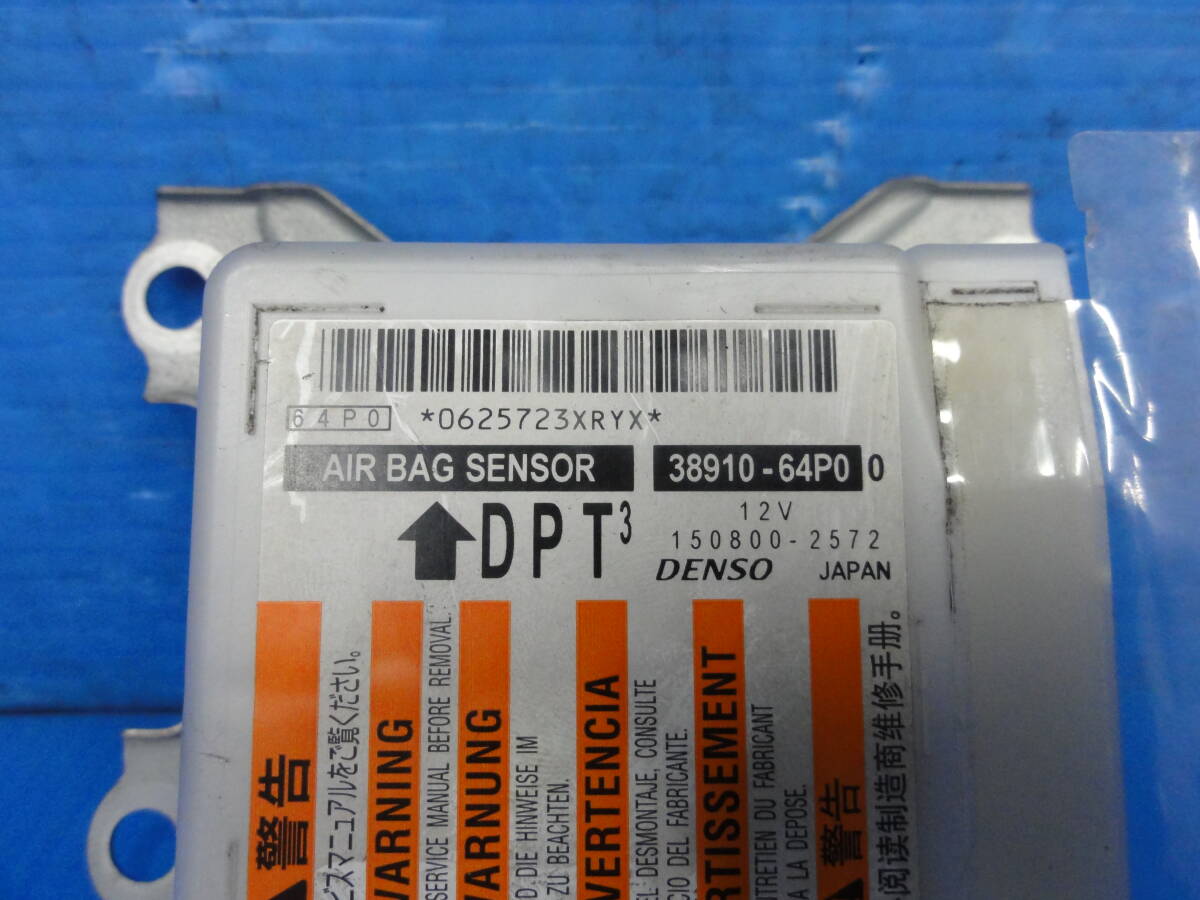 64P0 *0625723XRYX*
AIR BAG SENSOR 38910-64P0 0
DPT3 12V
150800-2572
DENSO JAPAN
警告
ビスマニュアルをご覧ください。
WARNING
SERVICE MANUAL BEFORE REMOVAL.
WARNUNG
D DIE HINWEISE IM
ZU BEACHTEN.
VERTENCIA
EL DESMONTAJE, CONSULTE
CIO DEL FABRICANTE.
RTISSEMENT
NTRETIEN DU FABRICANT
A LA DEPOSE.
警告
阅读制造商维修手册。